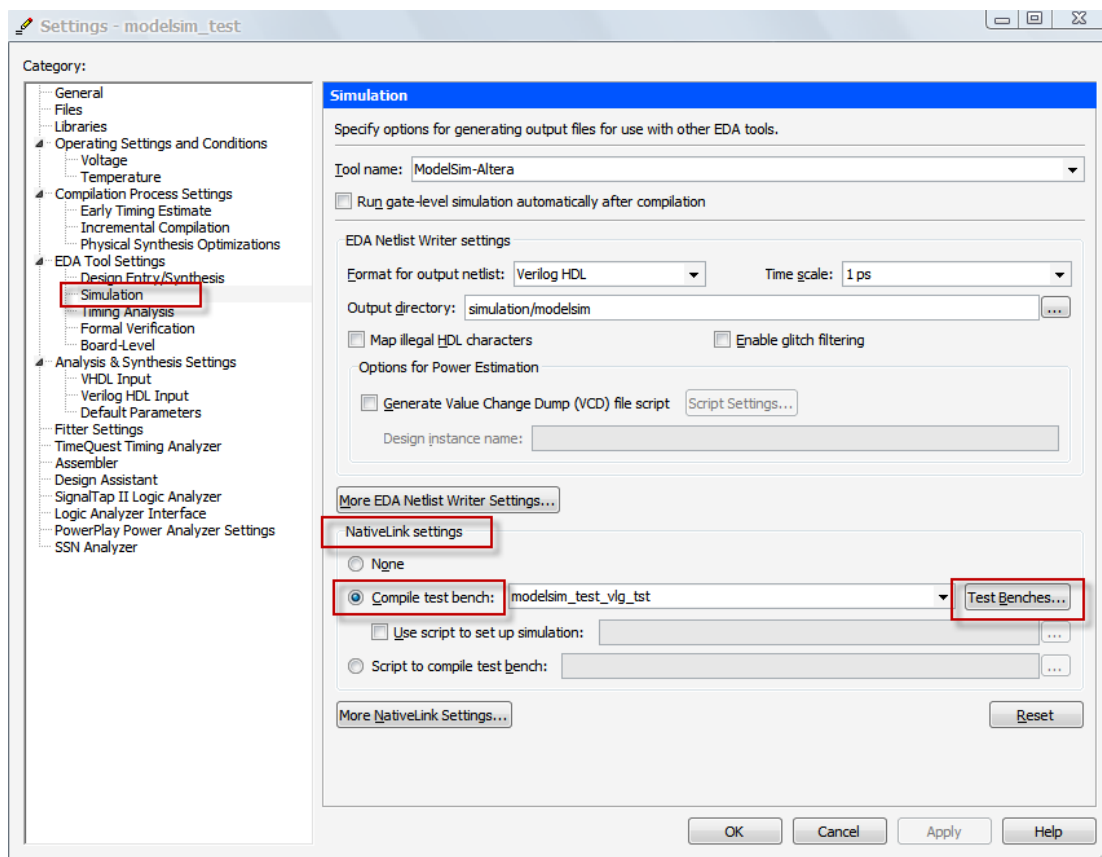 Settings - modelsim_test
Category:
General
Files
Libraries
Operating Settings and Conditions
Voltage
Temperature
Compilation Process Settings
Early Timing Estimate
Incremental Compilation
Physical Synthesis Optimizations
EDA Tool Settings
Design Entry/Synthesis
Simulation
Timing Analysis
Formal Verification
Board-Level
Analysis & Synthesis Settings
VHDL Input
Verilog HDL Input
Default Parameters
Fitter Settings
TimeQuest Timing Analyzer
Assembler
Design Assistant
SignalTap II Logic Analyzer
Logic Analyzer Interface
PowerPlay Power Analyzer Settings
SSN Analyzer
Simulation
Specify options for generating output files for use with other EDA tools.
Tool name: ModelSim-Altera
Run gate-level simulation automatically after compilation
EDA Netlist Writer settings
Format for output netlist: Verilog HDL Time scale: 1 ps
Output directory: simulation/modelsim ...
Map illegal HDL characters Enable glitch filtering
Options for Power Estimation
Generate Value Change Dump (VCD) file script Script Settings...
Design instance name:
More EDA Netlist Writer Settings...
NativeLink settings
None
Compile test bench: modelsim_test_vlg_tst Test Benches...
Use script to set up simulation: ...
Script to compile test bench: ...
More NativeLink Settings... Reset
OK Cancel Apply Help